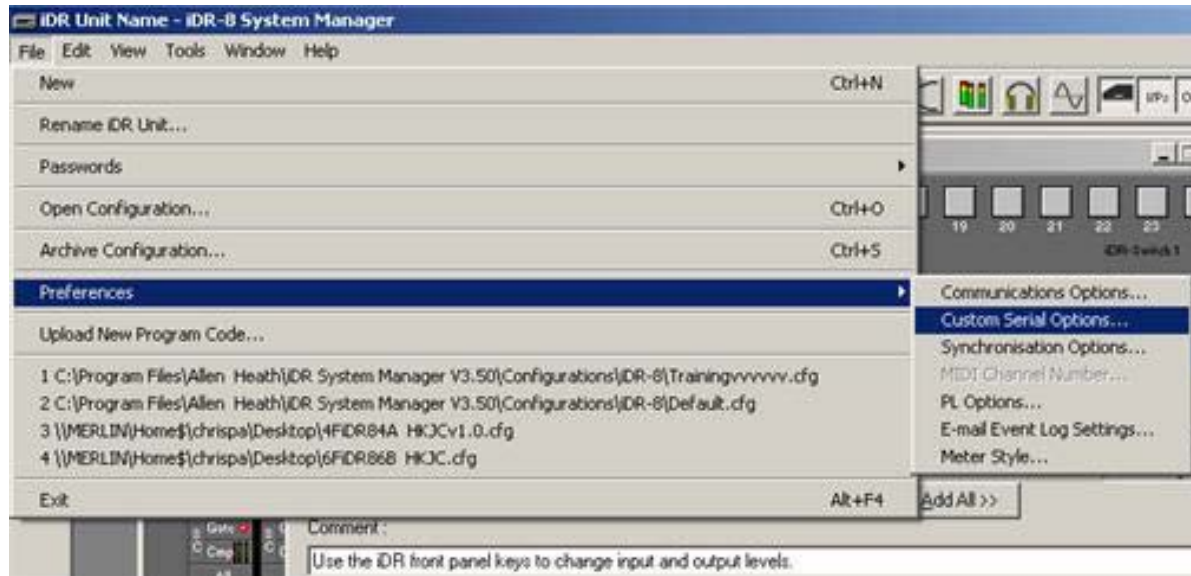 iDR Unit Name - iDR-8 System Manager
File Edit View Tools Window Help
New Ctrl+N
Rename iDR Unit...
Passwords
Open Configuration... Ctrl+O
Archive Configuration... Ctrl+S
Preferences
Upload New Program Code...
1 C:\Program Files\Allen Heath\iDR System Manager V3.50\Configurations\iDR-8\Trainingvvvvvv.cfg
2 C:\Program Files\Allen Heath\iDR System Manager V3.50\Configurations\iDR-8\Default.cfg
3 \\MERLIN\Home$\chrispa\Desktop\4FiDR84A HKJCv1.0.cfg
4 \\MERLIN\Home$\chrispa\Desktop\6FiDR86B HKJC.cfg
Exit Alt+F4
I/Ps
19 20 21 22 23
iDR-Switch 1
Communications Options...
Custom Serial Options...
Synchronisation Options...
MIDI Channel Number...
PL Options...
E-mail Event Log Settings...
Meter Style...
Add All >>
Gate
Comment :
Use the iDR front panel keys to change input and output levels.